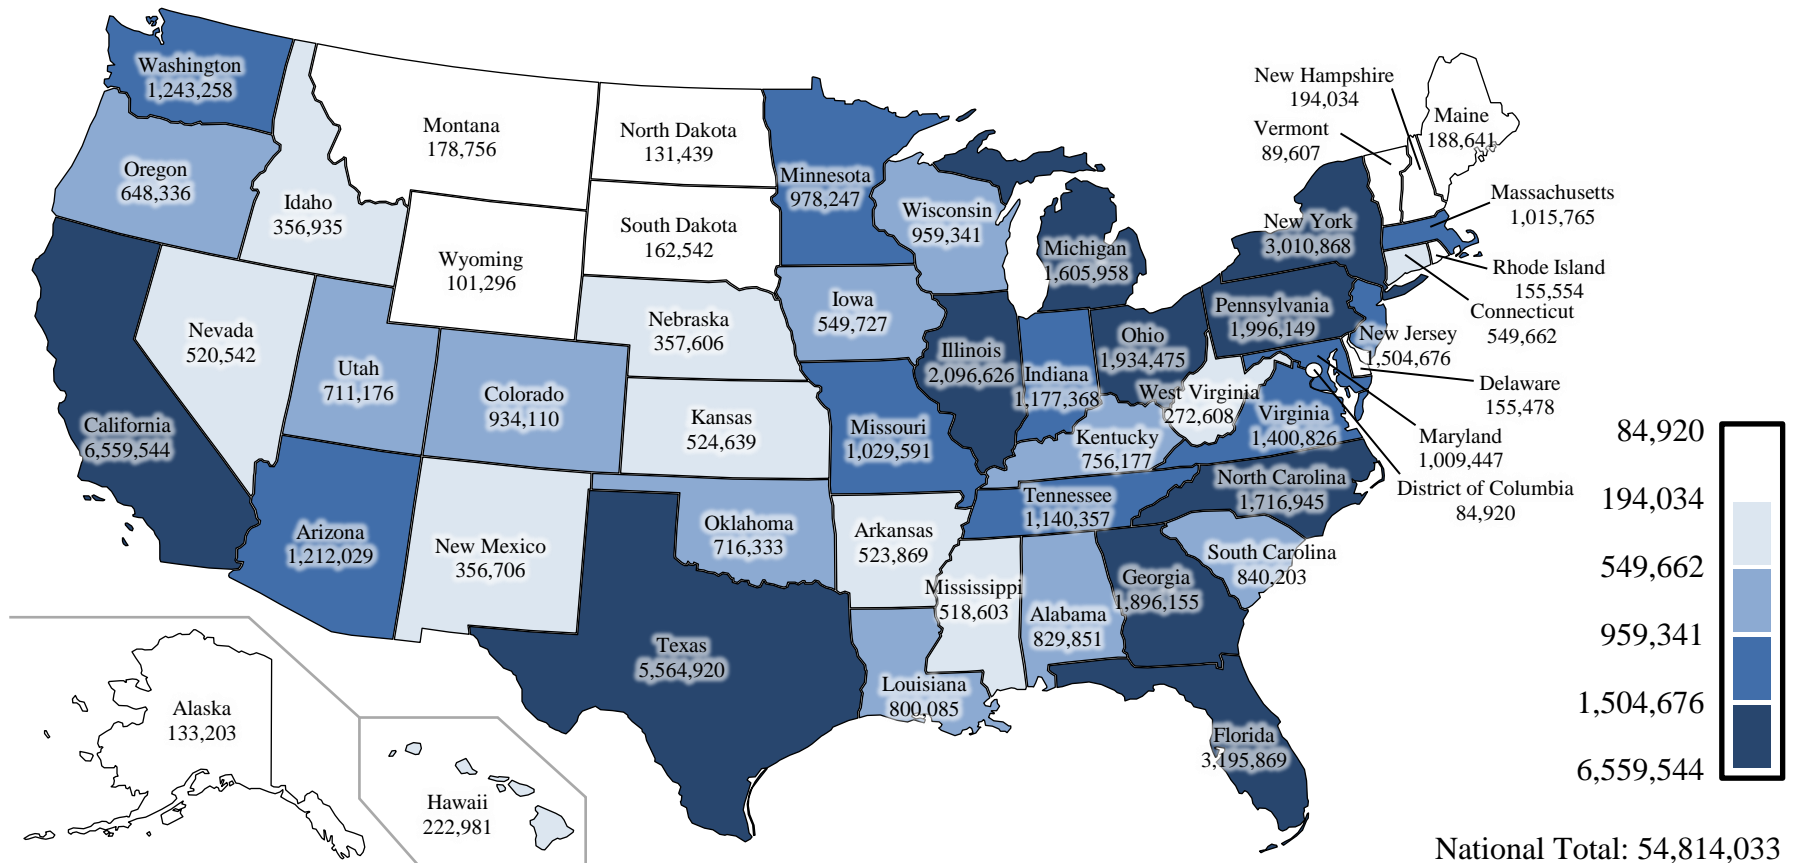 Washington
1,243,258
Oregon
648,336
Idaho
356,935
Montana
178,756
North Dakota
131,439
Minnesota
978,247
South Dakota
162,542
Wyoming
101,296
Wisconsin
959,341
Michigan
1,605,958
New Hampshire
194,034
Vermont
89,607
Maine
188,641
Massachusetts
1,015,765
New York
3,010,868
Rhode Island
155,554
Connecticut
549,662
Pennsylvania
1,996,149
New Jersey
1,504,676
Delaware
155,478
Maryland
1,009,447
District of Columbia
84,920
California
6,559,544
Nevada
520,542
Utah
711,176
Colorado
934,110
Nebraska
357,606
Iowa
549,727
Illinois
2,096,626
Indiana
1,177,368
Ohio
1,934,475
West Virginia
272,608
Virginia
1,400,826
Kansas
524,639
Missouri
1,029,591
Kentucky
756,177
North Carolina
1,716,945
Tennessee
1,140,357
Arizona
1,212,029
New Mexico
356,706
Oklahoma
716,333
Arkansas
523,869
South Carolina
840,203
Mississippi
518,603
Alabama
829,851
Georgia
1,896,155
Texas
5,564,920
Louisiana
800,085
Florida
3,195,869
Alaska
133,203
Hawaii
222,981
84,920
194,034
549,662
959,341
1,504,676
6,559,544
National Total: 54,814,033